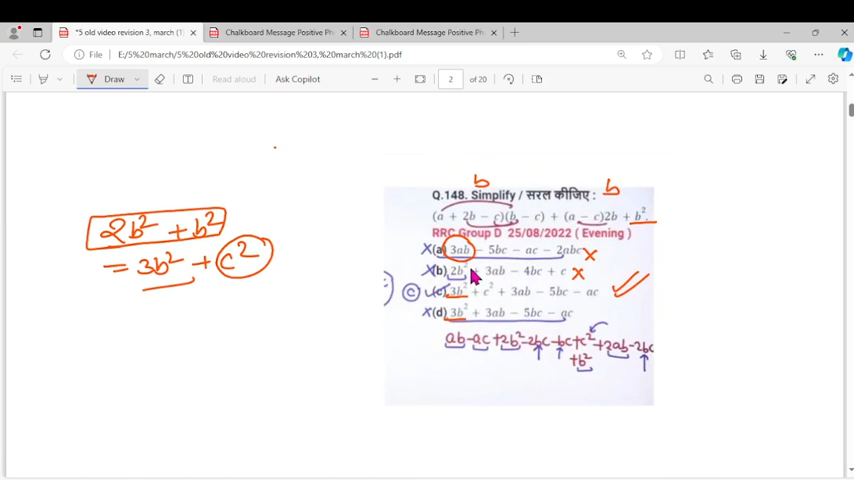 *5 old video revision 3, march (1)
Chalkboard Message Positive Ph
Chalkboard Message Positive Ph
File
E:/5%20march/5%20old%20video%20revision%203,%20march%20(1).pdf
Draw
Read aloud
Ask Copilot
2
of 20
b
b
Q.148. Simplify / सरल कीजिए :
(a + 2b − c)(b − c) + (a − c)2b + b².
RRC Group D 25/08/2022 ( Evening )
X(a) 3ab − 5bc − ac − 2abc X
X(b) 2b² + 3ab − 4bc + c X
(c) (c) 3b² + c² + 3ab − 5bc − ac
X(d) 3b² + 3ab − 5bc − ac
ab−ac+2b²−2bc−bc+c²+2ab−2bc
+b²
2b² + b²
= 3b² + c²